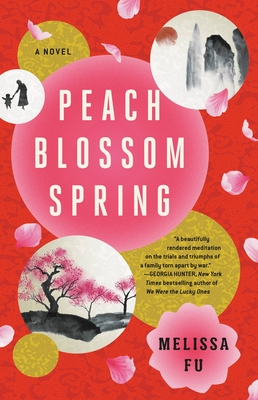 A NOVEL
PEACH
BLOSSOM
SPRING
"A beautifully
rendered meditation
on the trials and triumphs of
a family torn apart by war."
—GEORGIA HUNTER, New York
Times bestselling author of
We Were the Lucky Ones
MELISSA
FU